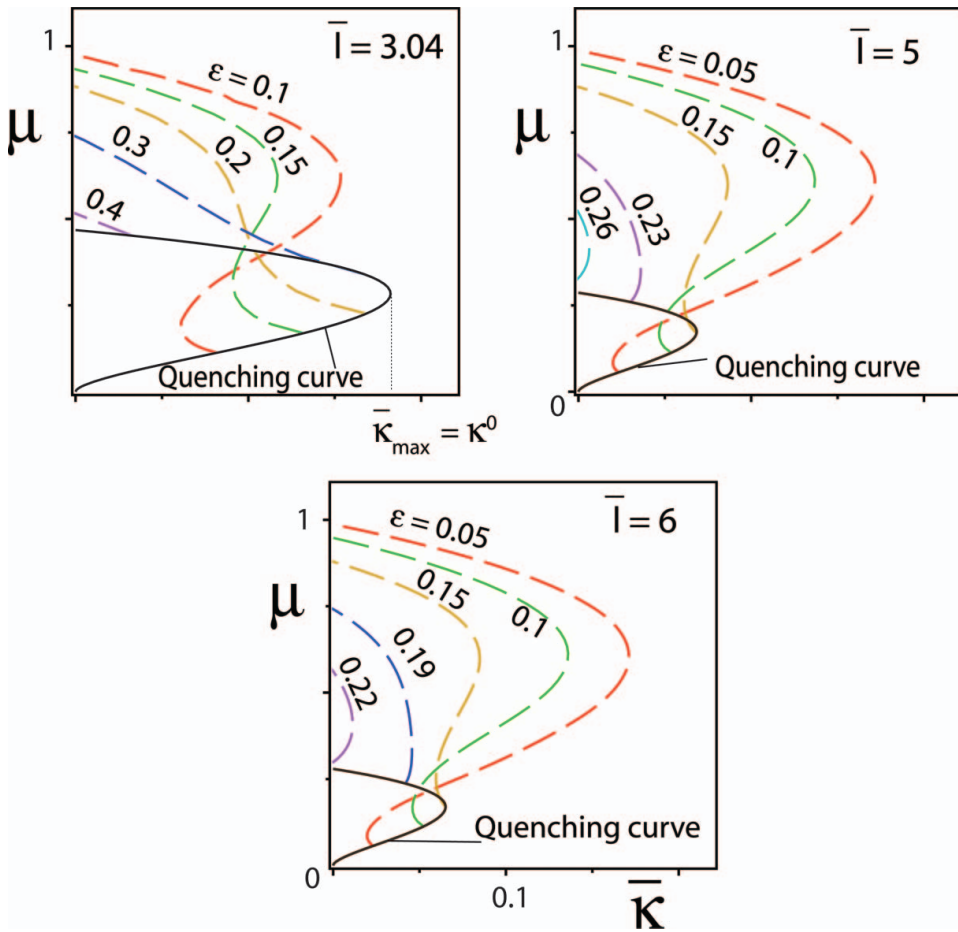 1
Ī = 3.04
ε = 0.1
μ
0.15
0.2
0.3
0.4
Quenching curve
κ̄max = κ⁰
1
Ī = 5
ε = 0.05
μ
0.15
0.1
0.23
0.26
Quenching curve
0
1
Ī = 6
ε = 0.05
μ
0.15
0.1
0.19
0.22
Quenching curve
0
0.1
κ̄